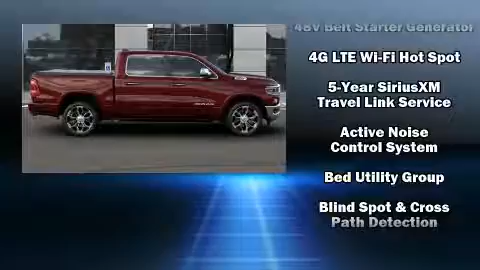 48V Belt Starter Generator
4G LTE Wi-Fi Hot Spot
5-Year SiriusXM
Travel Link Service
Active Noise
Control System
Bed Utility Group
Blind Spot & Cross
Path Detection